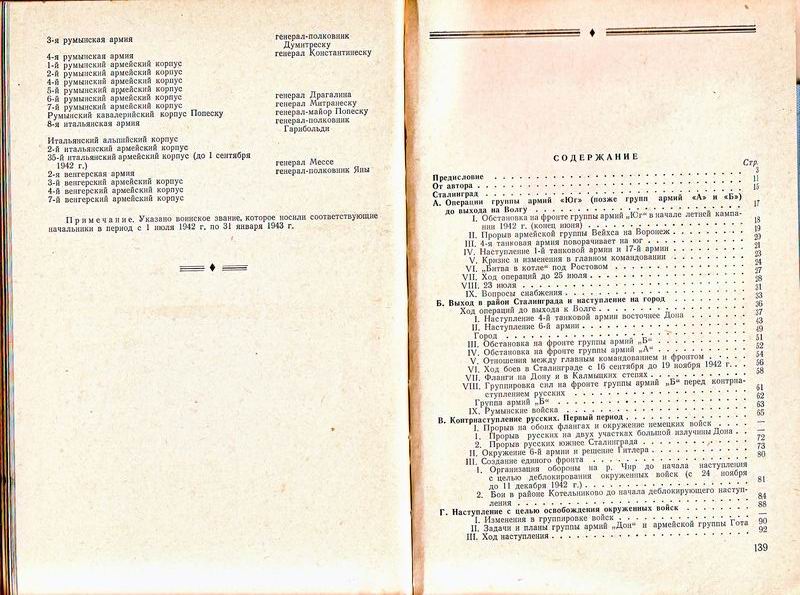 3-я румынская армия генерал-полковник
Думитреску
4-я румынская армия генерал Константинеску
1-й румынский армейский корпус
2-й румынский армейский корпус
4-й румынский армейский корпус
5-й румынский армейский корпус
6-й румынский армейский корпус генерал Драгалина
7-й румынский армейский корпус генерал Митранеску
Румынский кавалерийский корпус Попеску генерал-майор Попеску
8-я итальянская армия генерал-полковник
Гарибольди
Итальянский альпийский корпус
2-й итальянский армейский корпус
35-й итальянский армейский корпус (до 1 сентября
1942 г.) генерал Мессе
2-я венгерская армия генерал-полковник Яны
3-й венгерский армейский корпус
4-й венгерский армейский корпус
7-й венгерский армейский корпус
Примечание. Указано воинское звание, которое носили соответствующие
начальники в период с 1 июля 1942 г. по 31 января 1943 г.
СОДЕРЖАНИЕ
Стр.
Предисловие 3
От автора 11
Сталинград 15
А. Операции группы армий «Юг» (позже групп армий «А» и «Б»)
до выхода на Волгу 17
I. Обстановка на фронте группы армий „Юг" в начале летней кампа-
нии 1942 г. (конец июня) 18
II. Прорыв армейской группы Вейхса на Воронеж 19
III. 4-я танковая армия поворачивает на юг 20
IV. Наступление 1-й танковой армии и 17-й армии 21
V. Кризис и изменения в главном командовании 23
VI. „Битва в котле" под Ростовом 24
VII. Ход операций до 25 июля 27
VIII. 23 июля 28
IX. Вопросы снабжения 31
Б. Выход в район Сталинграда и наступление на город 33
Ход операций до выхода к Волге 36
I. Наступление 4-й танковой армии восточнее Дона 37
II. Наступление 6-й армии 43
Город 49
III. Обстановка на фронте группы армий „Б" 51
IV. Обстановка на фронте группы армий „А" 52
V. Отношения между главным командованием и фронтом 54
VI. Ход боев в Сталинграде с 16 сентября до 19 ноября 1942 г. 56
VII. Фланги на Дону и в Калмыцких степях 58
VIII. Группировка сил на фронте группы армий „Б" перед контрна-
ступлением русских 61
Группа армий „Б" 62
IX. Румынские войска 63
В. Контрнаступление русских. Первый период 65
I. Прорыв на обоих флангах и окружение немецких войск —
1. Прорыв русских на двух участках большой излучины Дона —
2. Прорыв русских южнее Сталинграда 72
II. Окружение 6-й армии и решение Гитлера 73
III. Создание единого фронта 80
1. Организация обороны на р. Чир до начала наступления
с целью деблокирования окруженных войск (с 24 ноября
до 11 декабря 1942 г.) 81
2. Бои в районе Котельниково до начала деблокирующего наступ-
ления 84
Г. Наступление с целью освобождения окруженных войск 88
I. Изменения в группировке войск —
II. Задачи и планы группы армий „Дон" и армейской группы Гота 90
III. Ход наступления 92
139